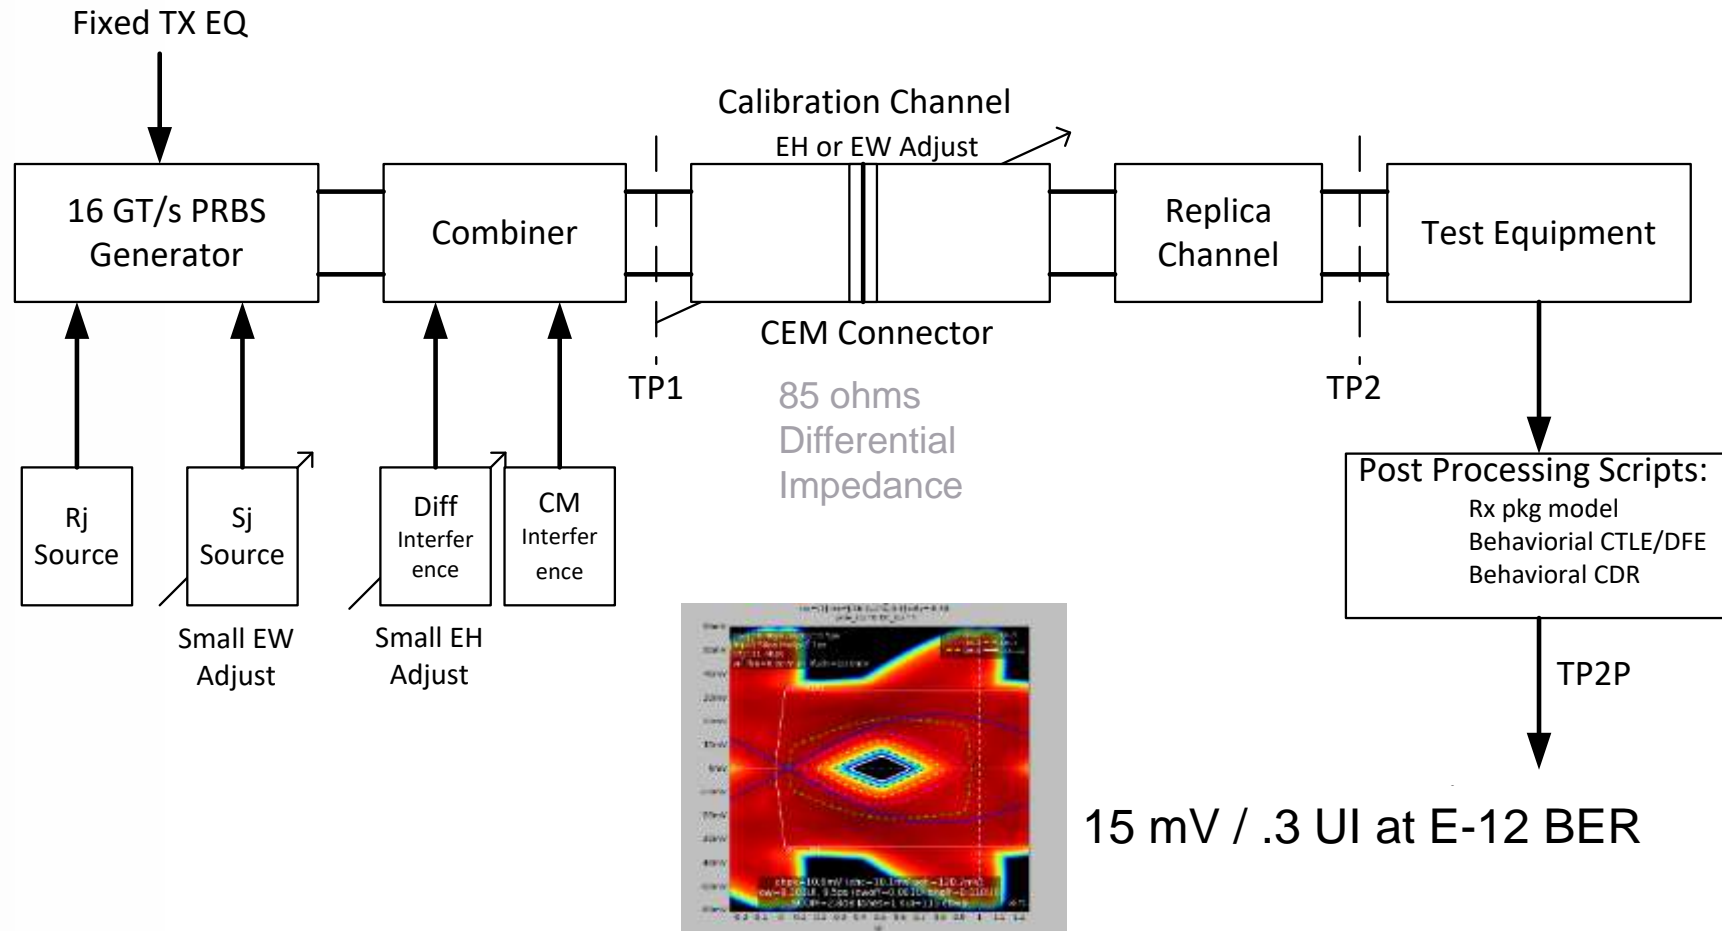 Fixed TX EQ
Calibration Channel
EH or EW Adjust
16 GT/s PRBS
Generator
Combiner
Replica
Channel
Test Equipment
CEM Connector
TP1
TP2
85 ohms
Differential
Impedance
Rj
Source
Sj
Source
Diff
Interfer
ence
CM
Interfer
ence
Small EW
Adjust
Small EH
Adjust
Post Processing Scripts:
Rx pkg model
Behaviorial CTLE/DFE
Behavioral CDR
TP2P
15 mV / .3 UI at E-12 BER